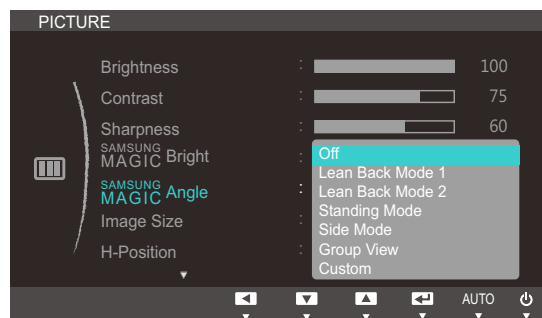 PICTURE
Brightness : 100
Contrast : 75
Sharpness : 60
SAMSUNG
MAGIC Bright :
SAMSUNG
MAGIC Angle :
Image Size :
H-Position :
Off
Lean Back Mode 1
Lean Back Mode 2
Standing Mode
Side Mode
Group View
Custom
AUTO